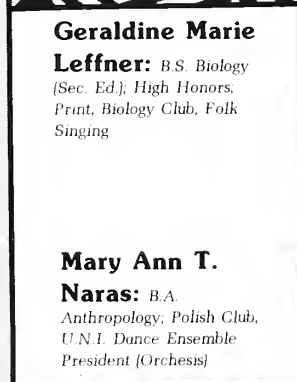 Geraldine Marie
Leffner: B.S. Biology
(Sec. Ed.); High Honors,
Print, Biology Club, Folk
Singing
Mary Ann T.
Naras: B.A.
Anthropology; Polish Club,
U.N.I. Dance Ensemble
President (Orchesis)